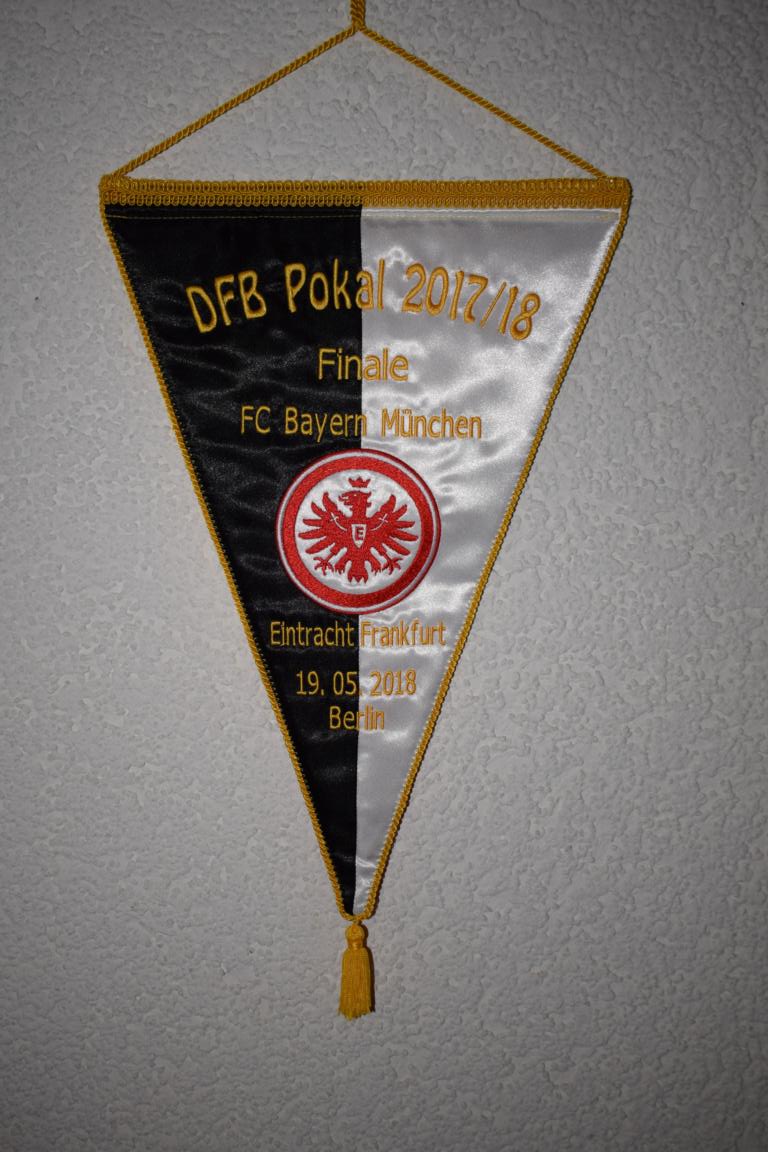 DFB Pokal 2017/18
Finale
FC Bayern München
E
Eintracht Frankfurt
19. 05. 2018
Berlin